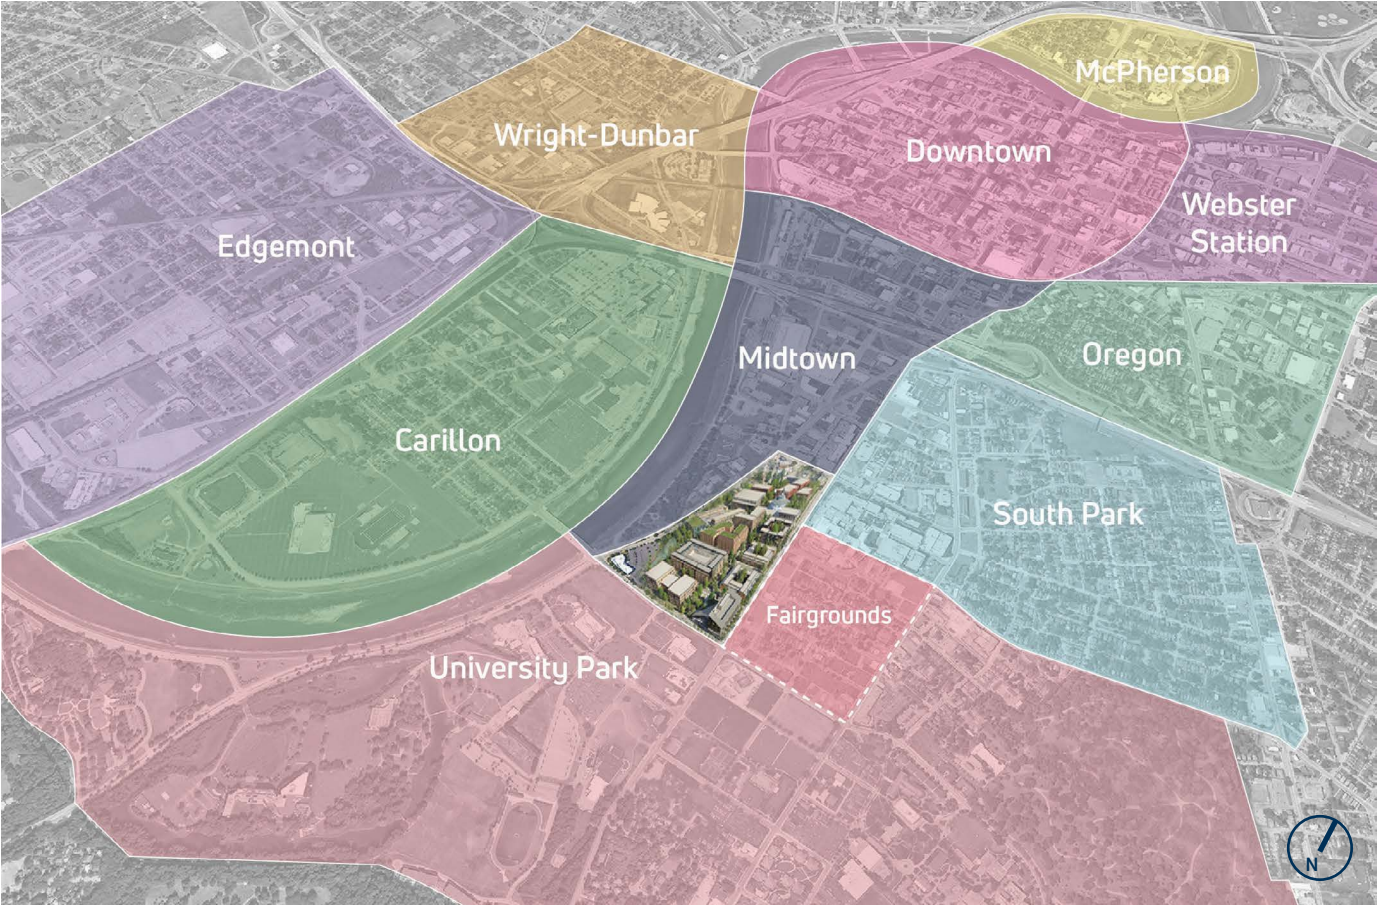 McPherson
Wright-Dunbar
Downtown
Webster
Station
Edgemont
Midtown
Oregon
Carillon
South Park
Fairgrounds
University Park
N